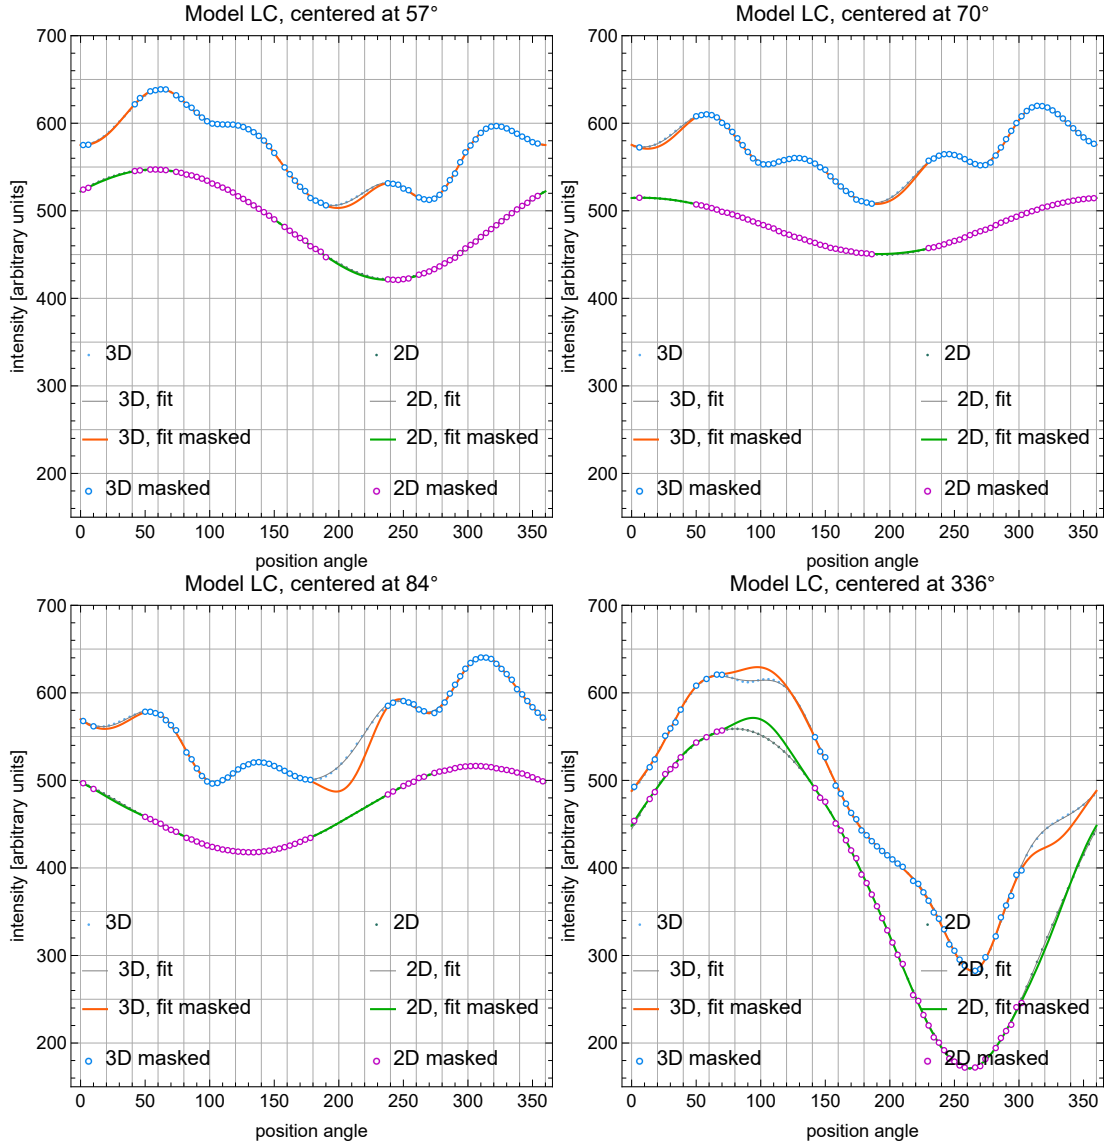 Model LC, centered at 57°
700
600
500
400
300
200
intensity [arbitrary units]
3D
2D
3D, fit
2D, fit
3D, fit masked
2D, fit masked
3D masked
2D masked
0 50 100 150 200 250 300 350
position angle
Model LC, centered at 70°
700
600
500
400
300
200
intensity [arbitrary units]
3D
2D
3D, fit
2D, fit
3D, fit masked
2D, fit masked
3D masked
2D masked
0 50 100 150 200 250 300 350
position angle
Model LC, centered at 84°
700
600
500
400
300
200
intensity [arbitrary units]
3D
2D
3D, fit
2D, fit
3D, fit masked
2D, fit masked
3D masked
2D masked
0 50 100 150 200 250 300 350
position angle
Model LC, centered at 336°
700
600
500
400
300
200
intensity [arbitrary units]
3D
2D
3D, fit
2D, fit
3D, fit masked
2D, fit masked
3D masked
2D masked
0 50 100 150 200 250 300 350
position angle